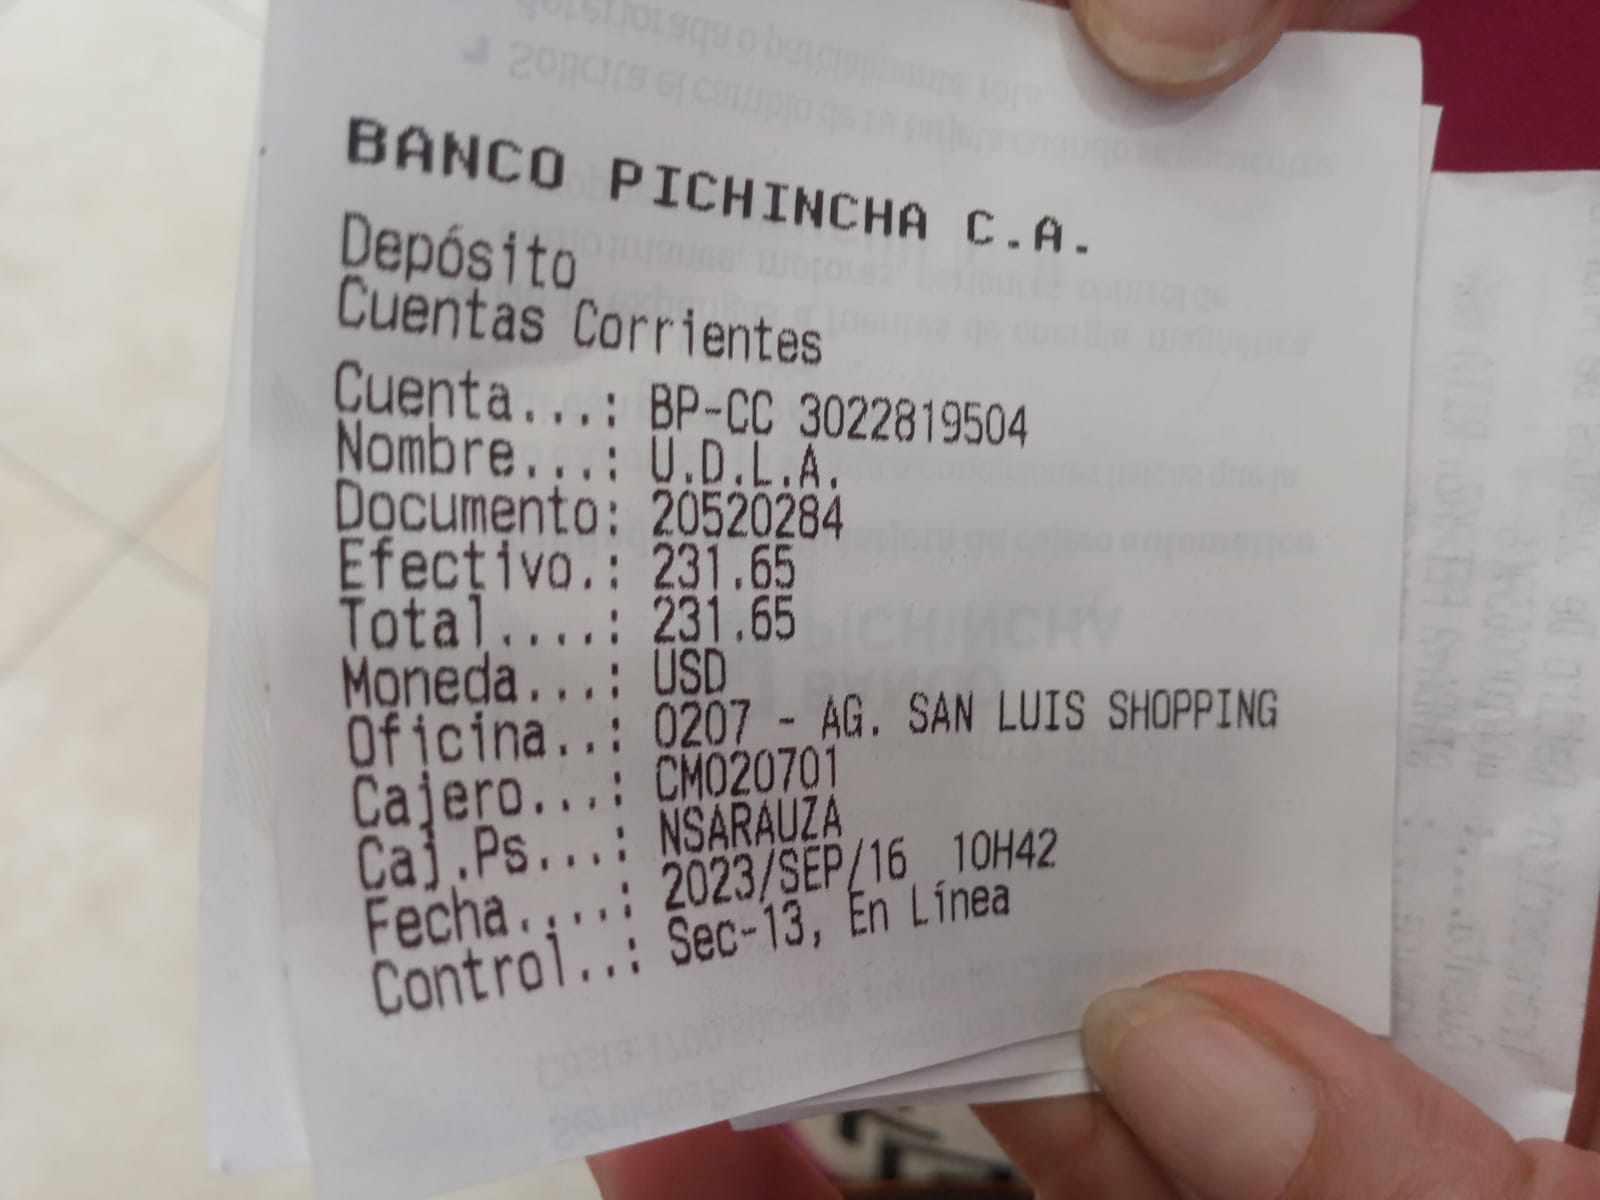 BANCO PICHINCHA C.A.
Depósito
Cuentas Corrientes
Cuenta...: BP-CC 3022819504
Nombre...: U.D.L.A.
Documento: 20520284
Efectivo.: 231.65
Total....: 231.65
Moneda...: USD
Oficina..: 0207 - AG. SAN LUIS SHOPPING
Cajero...: CM020701
Caj.Ps...: NSARAUZA
Fecha....: 2023/SEP/16 10H42
Control..: Sec-13, En Línea